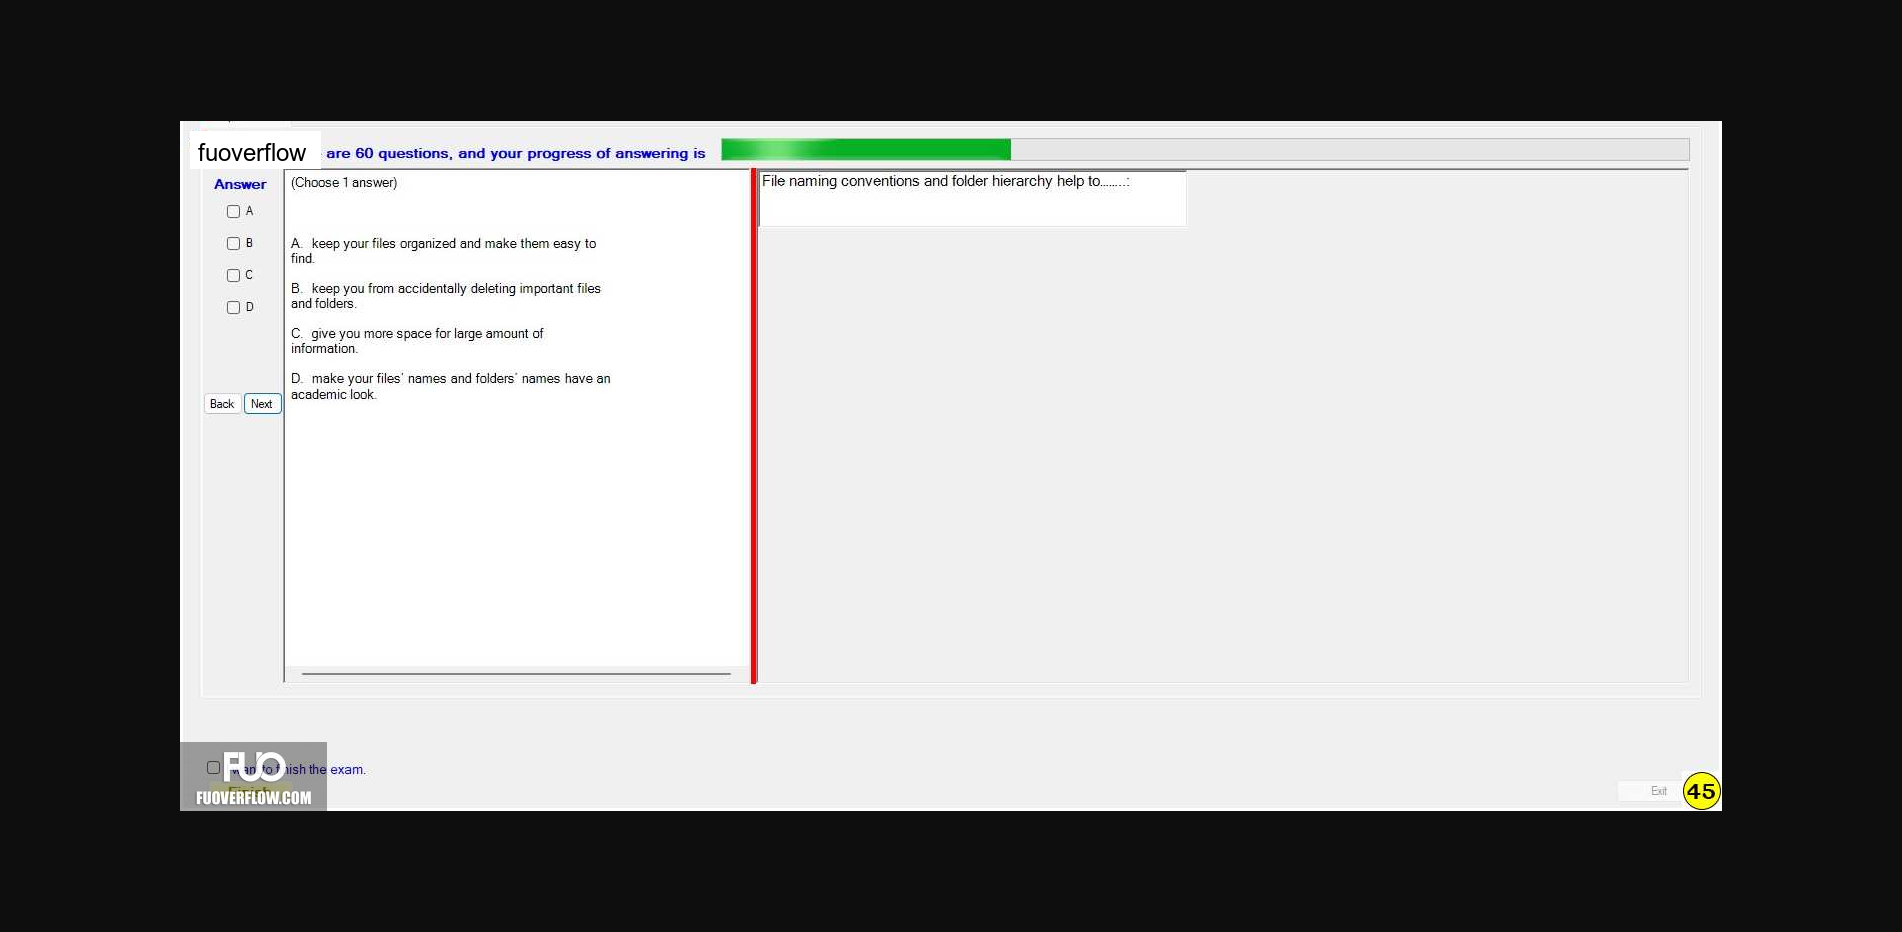 fuoverflow are 60 questions, and your progress of answering is
Answer
(Choose 1 answer)
File naming conventions and folder hierarchy help to........:
A
B
C
D
A. keep your files organized and make them easy to
find.
B. keep you from accidentally deleting important files
and folders.
C. give you more space for large amount of
information.
D. make your files' names and folders' names have an
academic look.
Back Next
FUO
want to finish the exam.
Finish
FUOVERFLOW.COM
Exit
45